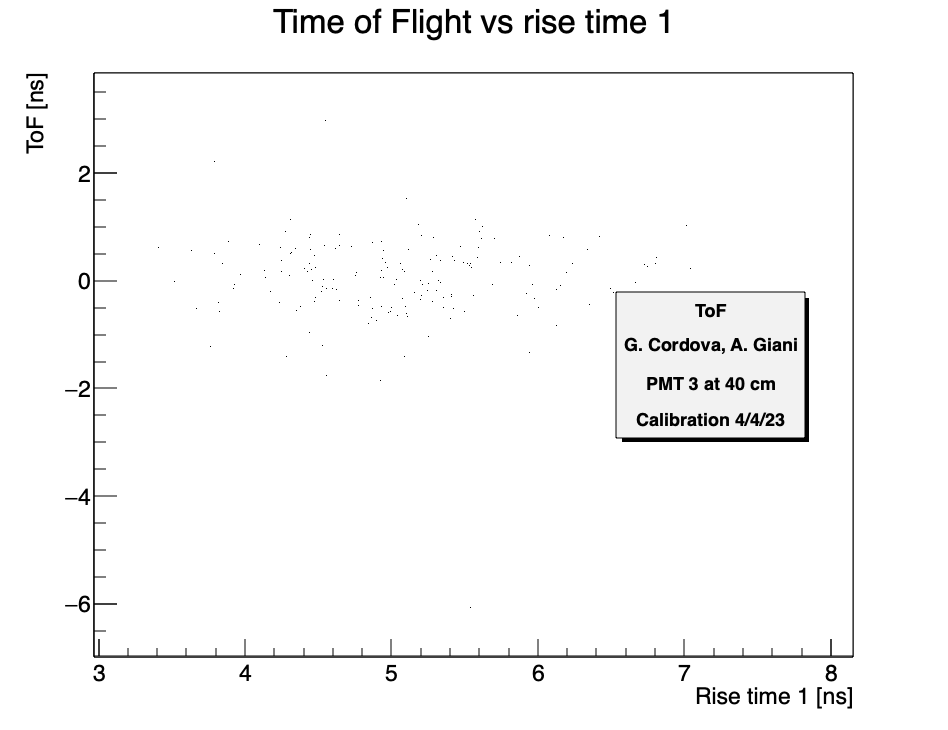 Time of Flight vs rise time 1
ToF [ns]
2
0
−2
−4
−6
ToF
G. Cordova, A. Giani
PMT 3 at 40 cm
Calibration 4/4/23
3 4 5 6 7 8
Rise time 1 [ns]